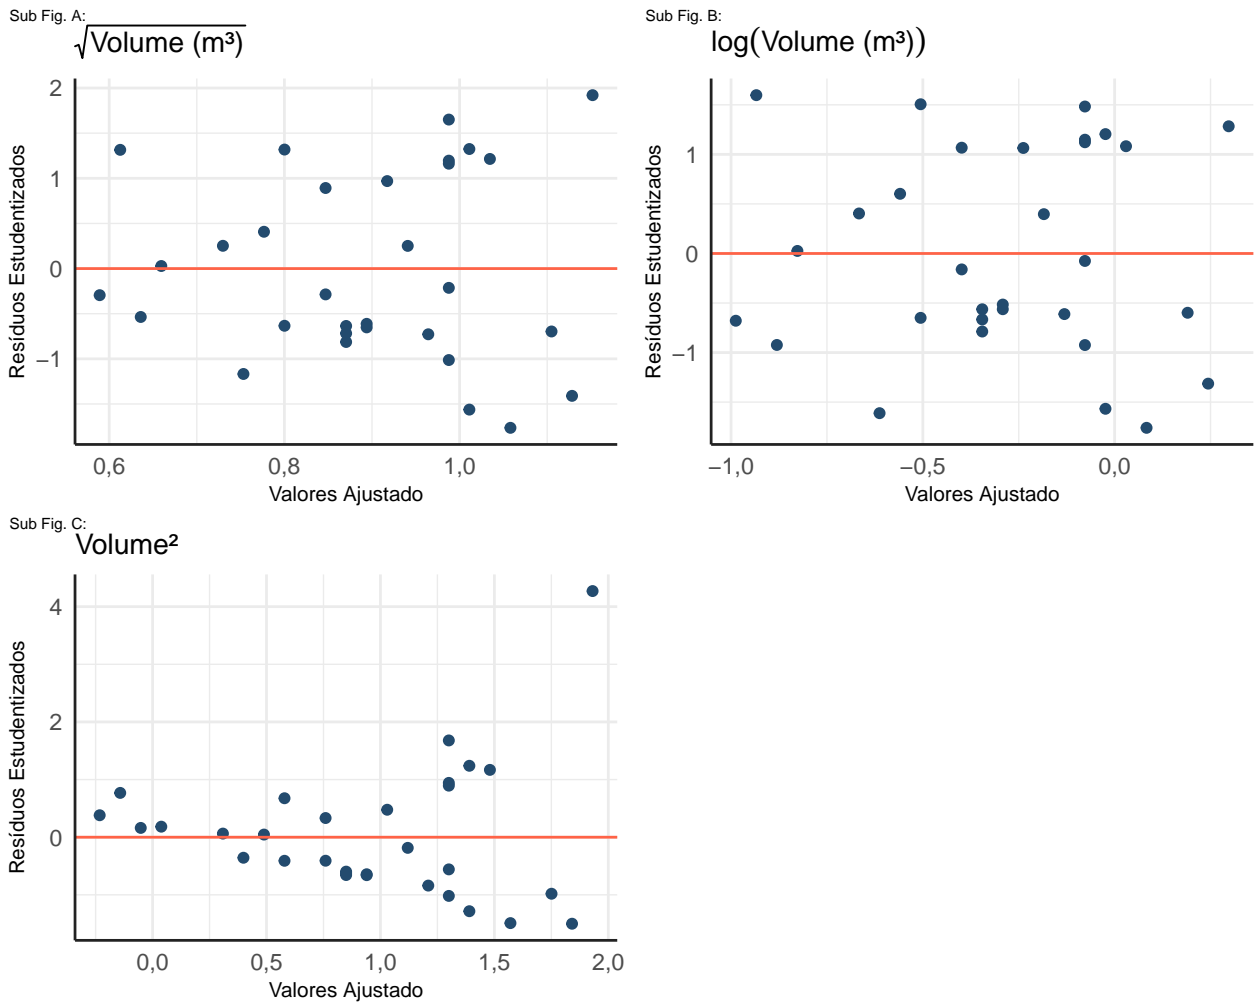 Sub Fig. A:
√Volume (m³)
2
1
0
−1
Resíduos Estudentizados
0,6 0,8 1,0
Valores Ajustado
Sub Fig. B:
log(Volume (m³))
1
0
−1
Resíduos Estudentizados
−1,0 −0,5 0,0
Valores Ajustado
Sub Fig. C:
Volume²
4
2
0
Resíduos Estudentizados
0,0 0,5 1,0 1,5 2,0
Valores Ajustado